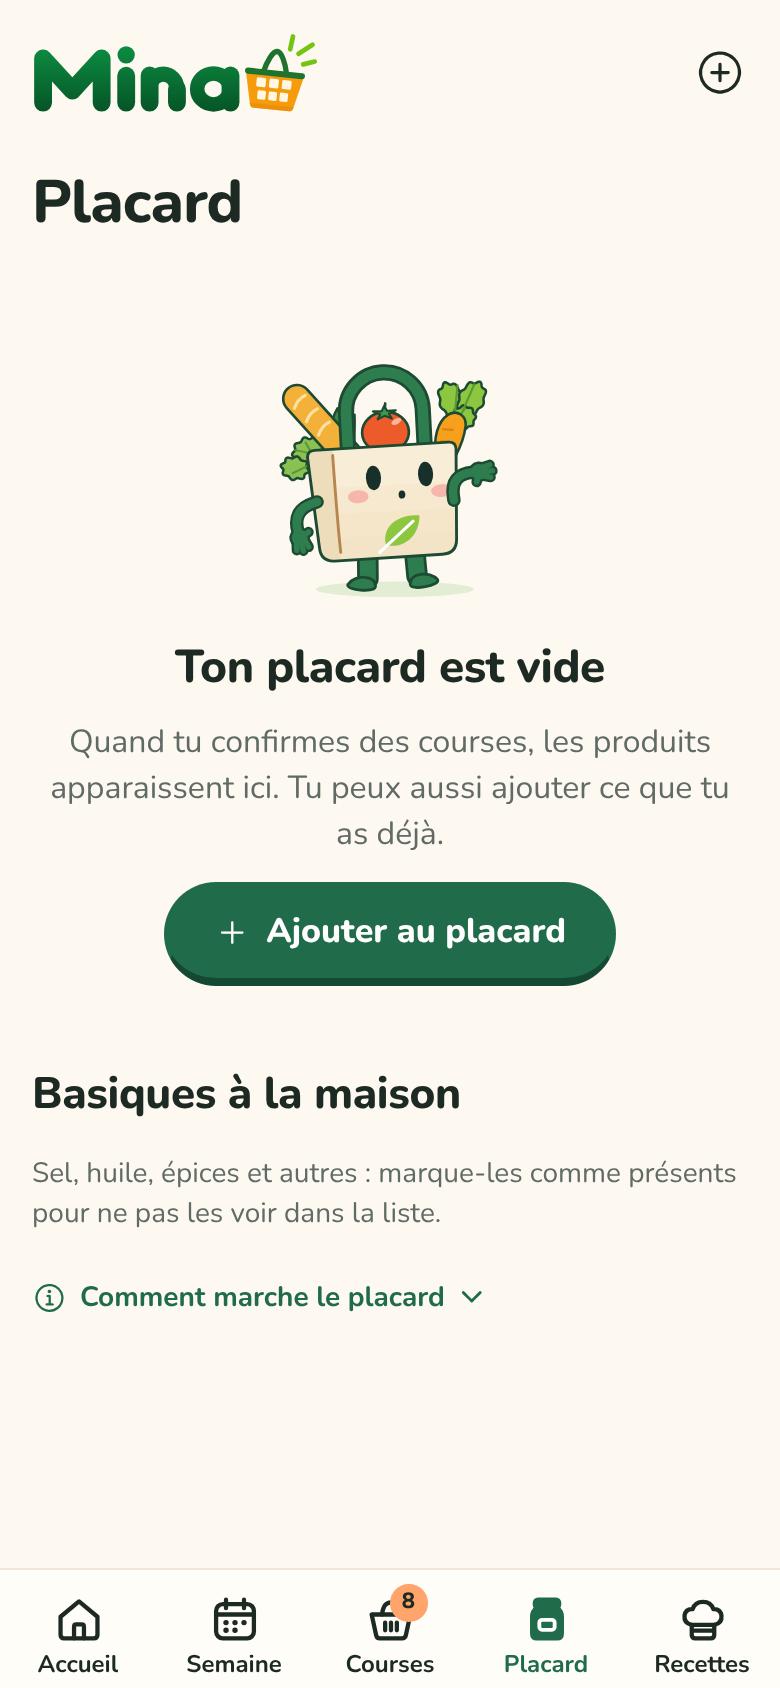 Mina
Placard
Ton placard est vide
Quand tu confirmes des courses, les produits
apparaissent ici. Tu peux aussi ajouter ce que tu
as déjà.
Ajouter au placard
Basiques à la maison
Sel, huile, épices et autres : marque-les comme présents
pour ne pas les voir dans la liste.
Comment marche le placard
8
Accueil Semaine Courses Placard Recettes